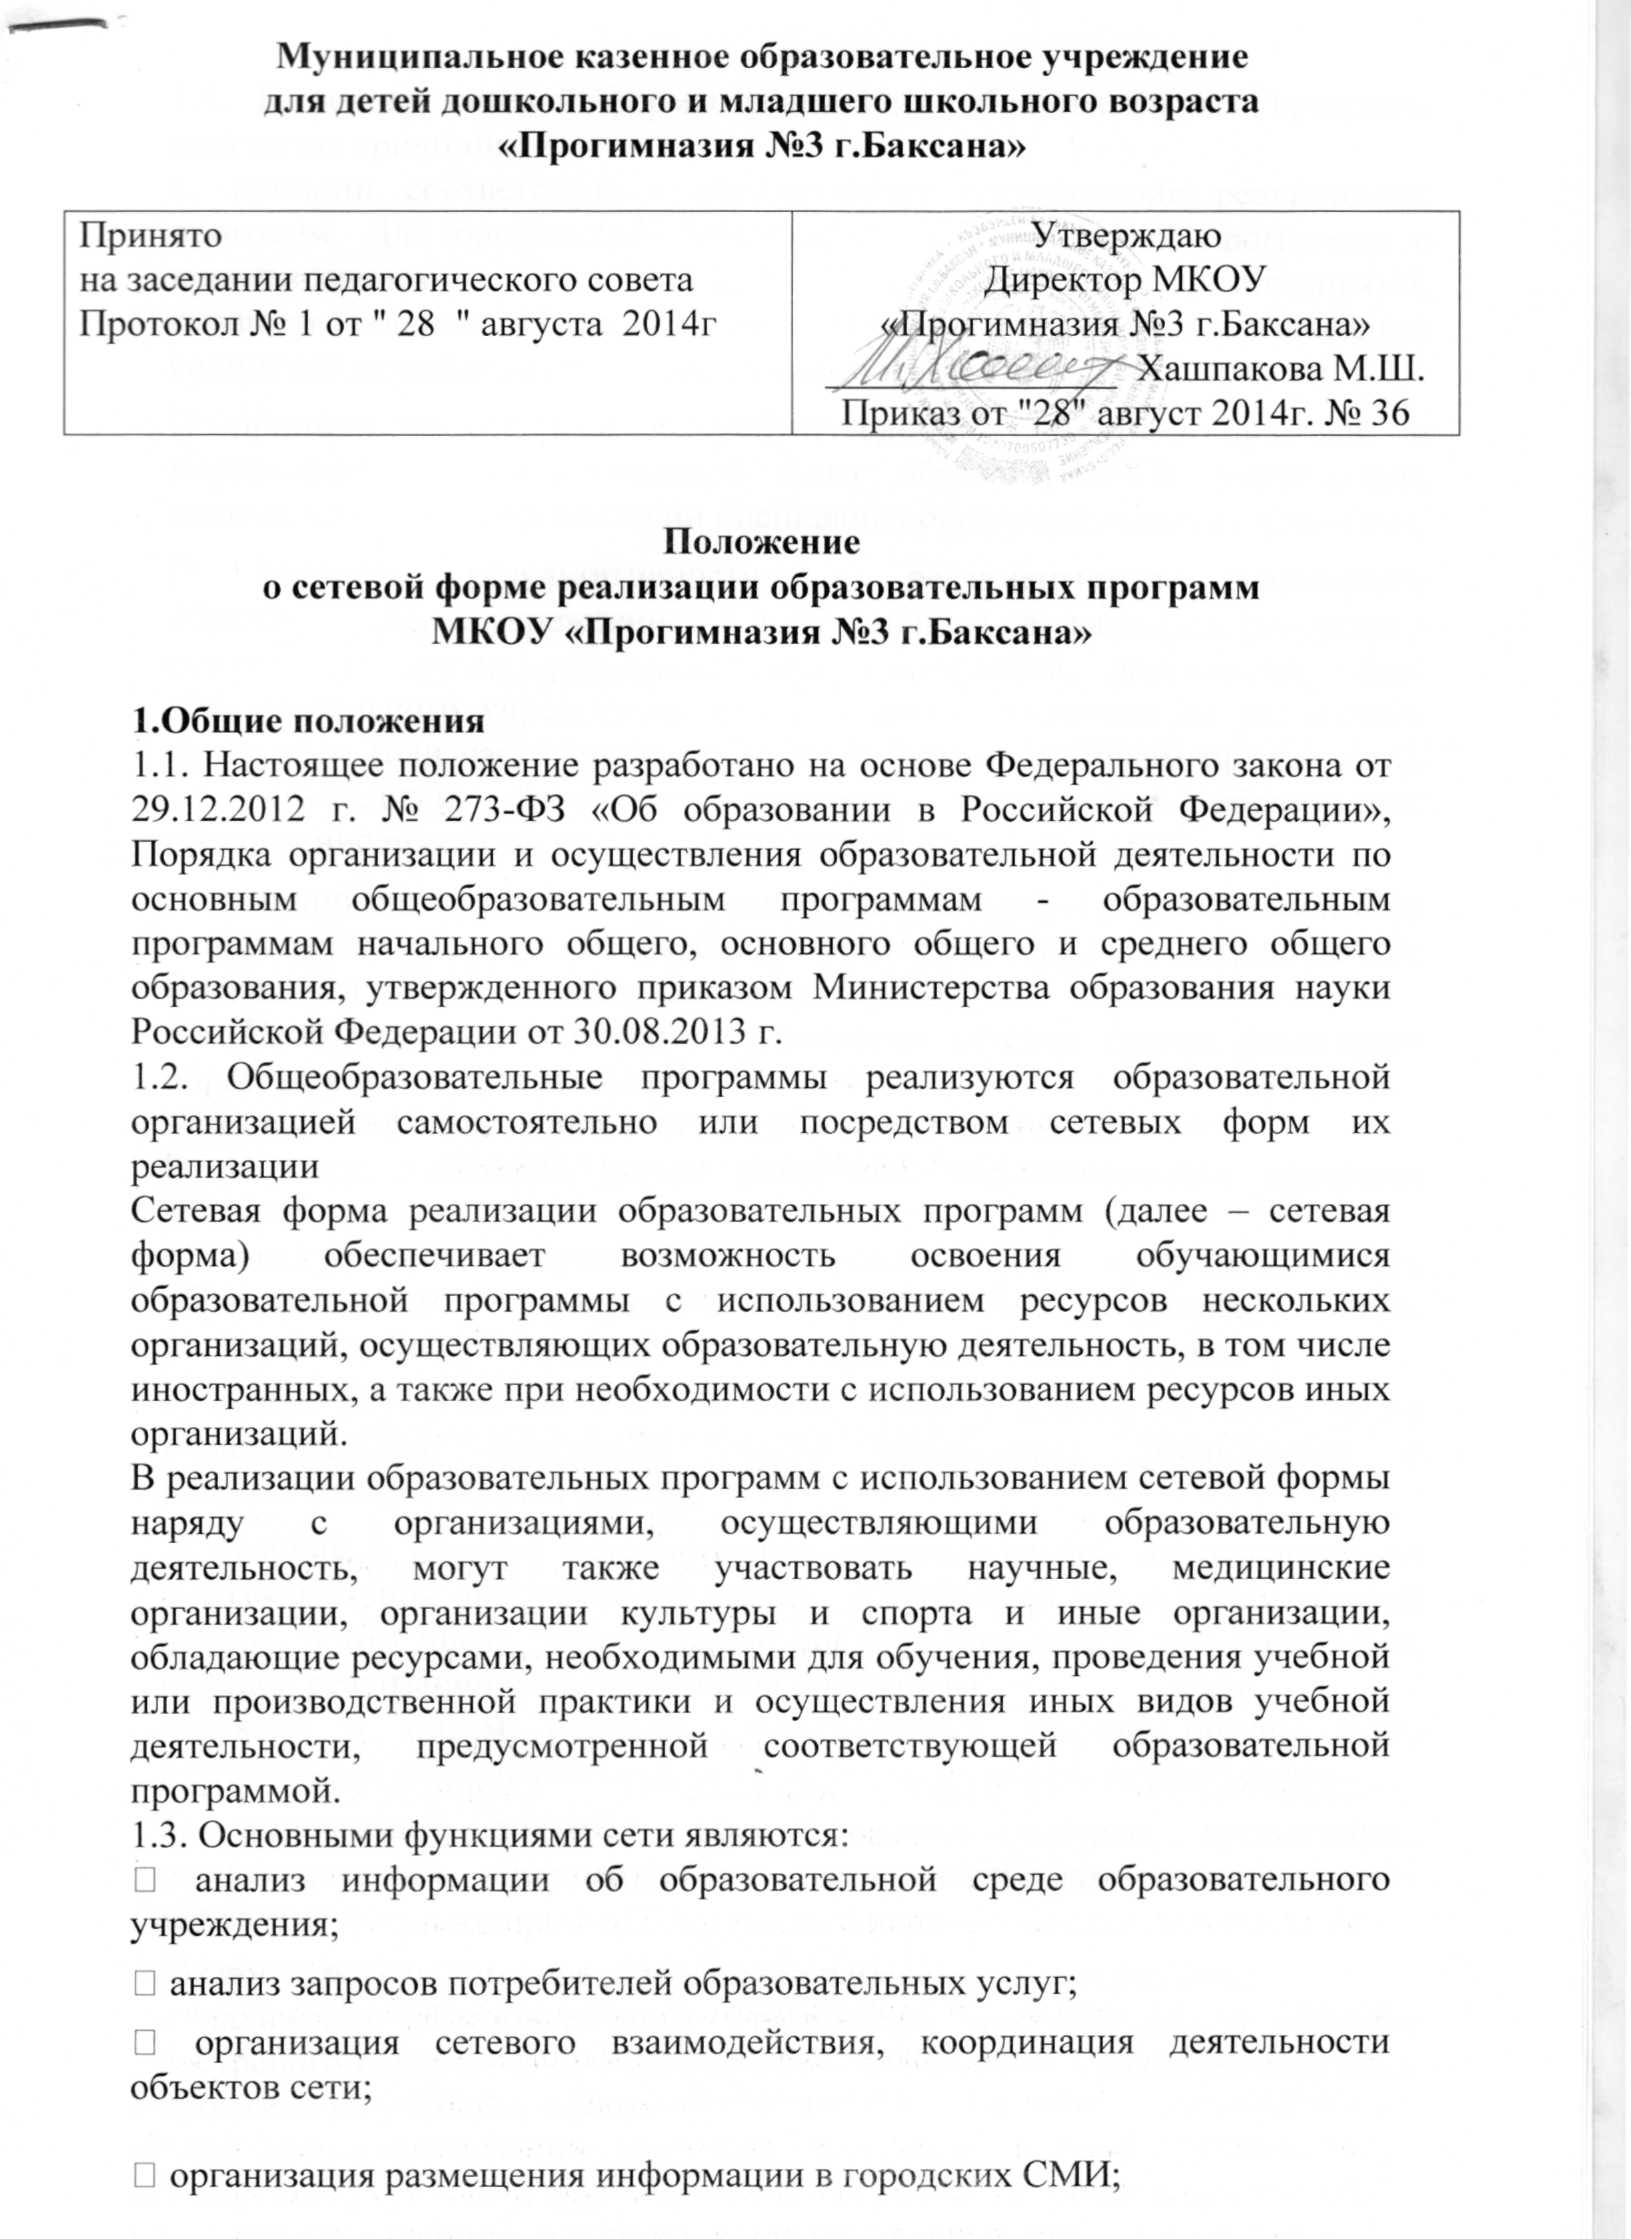 Муниципальное казенное образовательное учреждение
для детей дошкольного и младшего школьного возраста
«Прогимназия №3 г.Баксана»
Принято
на заседании педагогического совета
Протокол № 1 от " 28 " августа 2014г
Утверждаю
Директор МКОУ
«Прогимназия №3 г.Баксана»
Хашпакова М.Ш.
Приказ от "28" август 2014г. № 36
Положение
о сетевой форме реализации образовательных программ
МКОУ «Прогимназия №3 г.Баксана»
1.Общие положения
1.1. Настоящее положение разработано на основе Федерального закона от
29.12.2012 г. № 273-ФЗ «Об образовании в Российской Федерации»,
Порядка организации и осуществления образовательной деятельности по
основным общеобразовательным программам - образовательным
программам начального общего, основного общего и среднего общего
образования, утвержденного приказом Министерства образования науки
Российской Федерации от 30.08.2013 г.
1.2. Общеобразовательные программы реализуются образовательной
организацией самостоятельно или посредством сетевых форм их
реализации
Сетевая форма реализации образовательных программ (далее – сетевая
форма) обеспечивает возможность освоения обучающимися
образовательной программы с использованием ресурсов нескольких
организаций, осуществляющих образовательную деятельность, в том числе
иностранных, а также при необходимости с использованием ресурсов иных
организаций.
В реализации образовательных программ с использованием сетевой формы
наряду с организациями, осуществляющими образовательную
деятельность, могут также участвовать научные, медицинские
организации, организации культуры и спорта и иные организации,
обладающие ресурсами, необходимыми для обучения, проведения учебной
или производственной практики и осуществления иных видов учебной
деятельности, предусмотренной соответствующей образовательной
программой.
1.3. Основными функциями сети являются:
анализ информации об образовательной среде образовательного
учреждения;
анализ запросов потребителей образовательных услуг;
организация сетевого взаимодействия, координация деятельности
объектов сети;
организация размещения информации в городских СМИ;